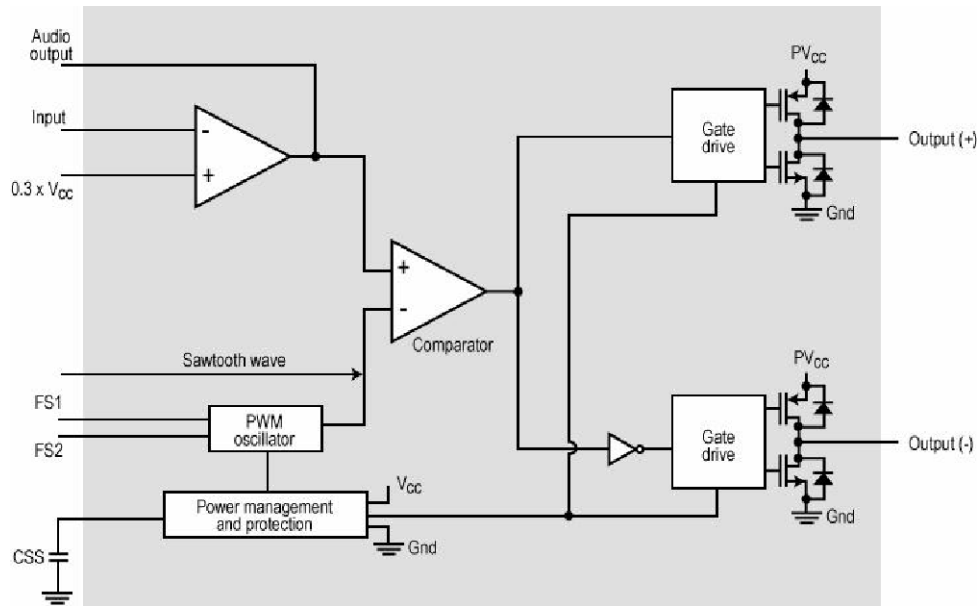 Audio
output
Input
-
+
0.3 x VCC
+
-
Comparator
Sawtooth wave
FS1
FS2
PWM
oscillator
Power management
and protection
VCC
Gnd
CSS
PVCC
Gate
drive
Output (+)
Gnd
PVCC
Gate
drive
Output (-)
Gnd